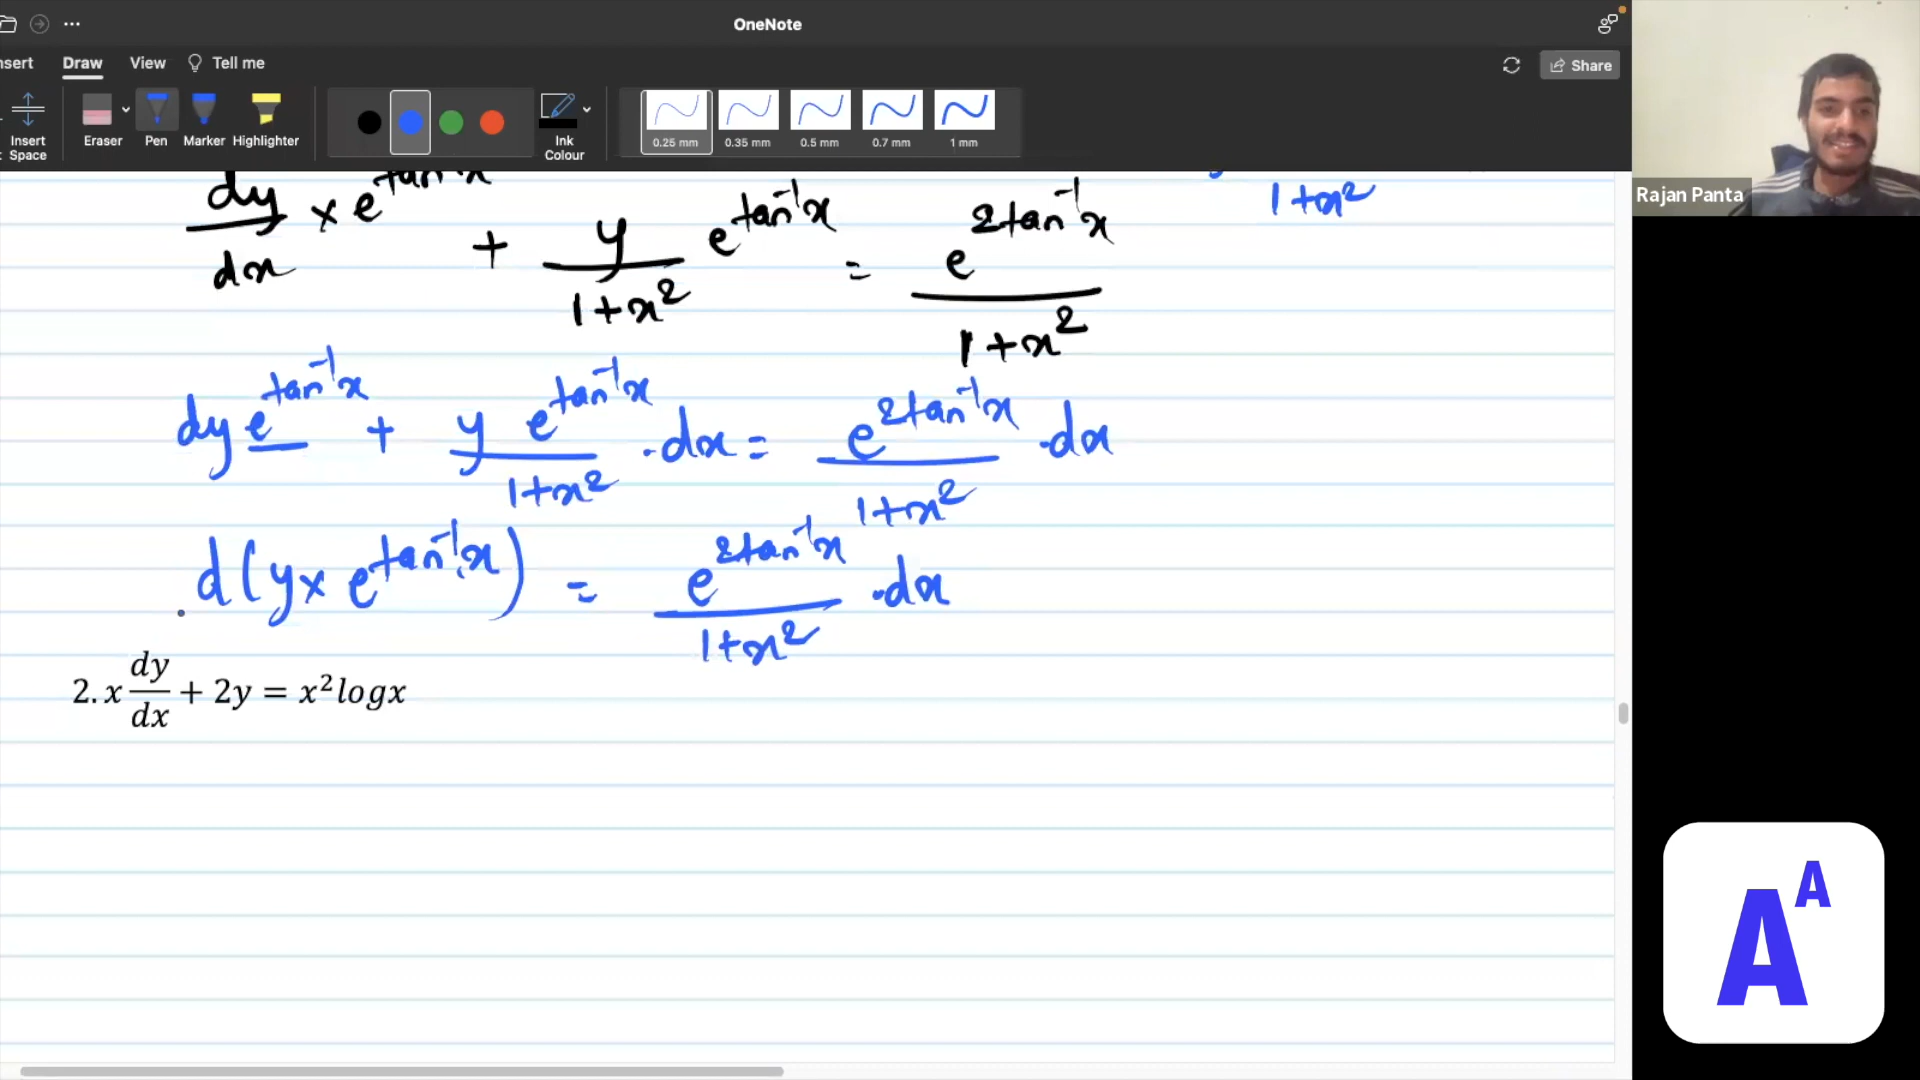 OneNote
nsert Draw View Tell me Share
Insert Space Eraser Pen Marker Highlighter Ink Colour 0.25 mm 0.35 mm 0.5 mm 0.7 mm 1 mm
Rajan Panta
1+x²
dy/dx × e^(tan⁻¹x) + y/(1+x²) e^(tan⁻¹x) = e^(2tan⁻¹x)/(1+x²)
dy e^(tan⁻¹x) + y e^(tan⁻¹x)/(1+x²) .dx = e^(2tan⁻¹x)/(1+x²) .dx
d(y× e^(tan⁻¹x)) = e^(2tan⁻¹x)/(1+x²) .dx
2. x dy/dx + 2y = x²logx
A^A